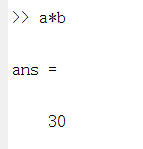 >> a*b
ans =
30